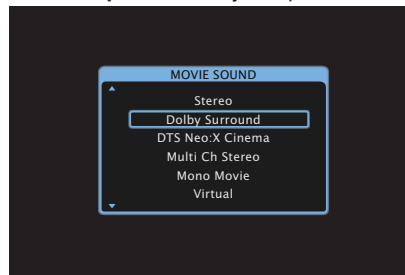 MOVIE SOUND
Stereo
Dolby Surround
DTS Neo:X Cinema
Multi Ch Stereo
Mono Movie
Virtual